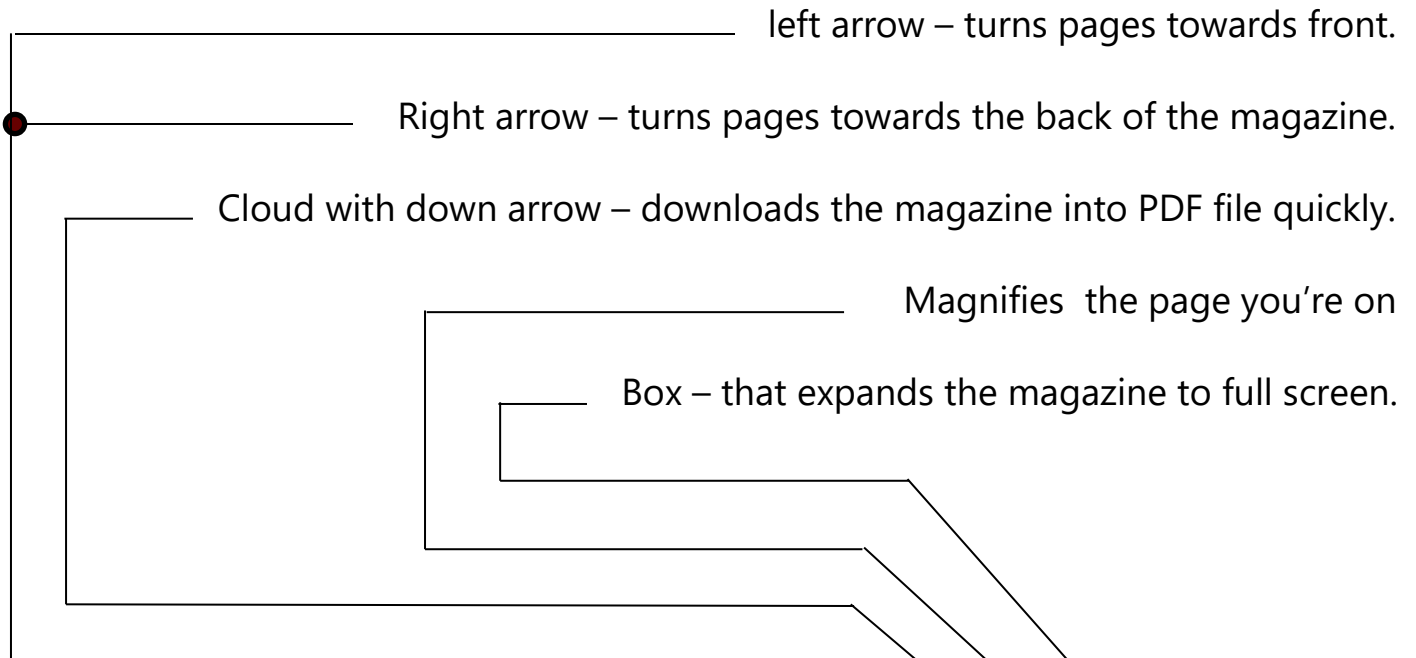 left arrow – turns pages towards front.
Right arrow – turns pages towards the back of the magazine.
Cloud with down arrow – downloads the magazine into PDF file quickly.
Magnifies  the page you’re on
Box – that expands the magazine to full screen.